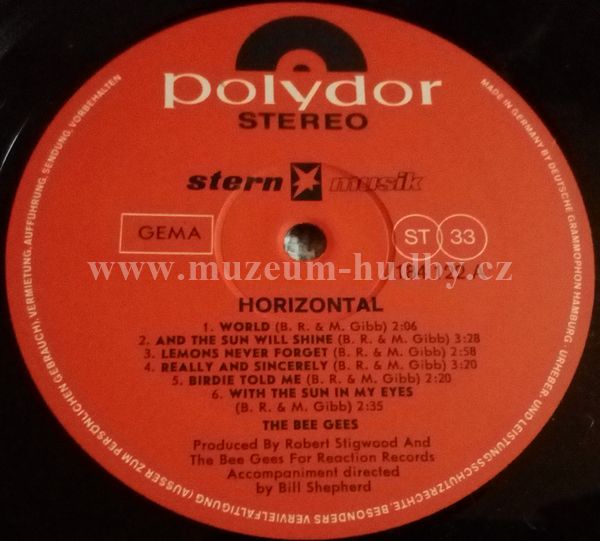 polydor
STEREO
stern musik
GEMA
ST 33
184 022 A
www.muzeum-hudby.cz
HORIZONTAL
1. WORLD (B. R. & M. Gibb) 2:06
2. AND THE SUN WILL SHINE (B. R. & M. Gibb) 3:28
3. LEMONS NEVER FORGET (B. R. & M. Gibb) 2:58
4. REALLY AND SINCERELY (B. R. & M. Gibb) 3:20
5. BIRDIE TOLD ME (B. R. & M. Gibb) 2:20
6. WITH THE SUN IN MY EYES
(B. R. & M. Gibb) 2:35
THE BEE GEES
Produced By Robert Stigwood And
The Bee Gees For Reaction Records
Accompaniment directed
by Bill Shepherd
MADE IN GERMANY BY DEUTSCHE GRAMMOPHON HAMBURG · URHEBER- UND LEISTUNGSSCHUTZRECHTE, BESONDERS VERVIELFÄLTIGUNG (AUSSER ZUM PERSÖNLICHEN GEBRAUCH), VERMIETUNG, AUFFÜHRUNG, SENDUNG, VORBEHALTEN